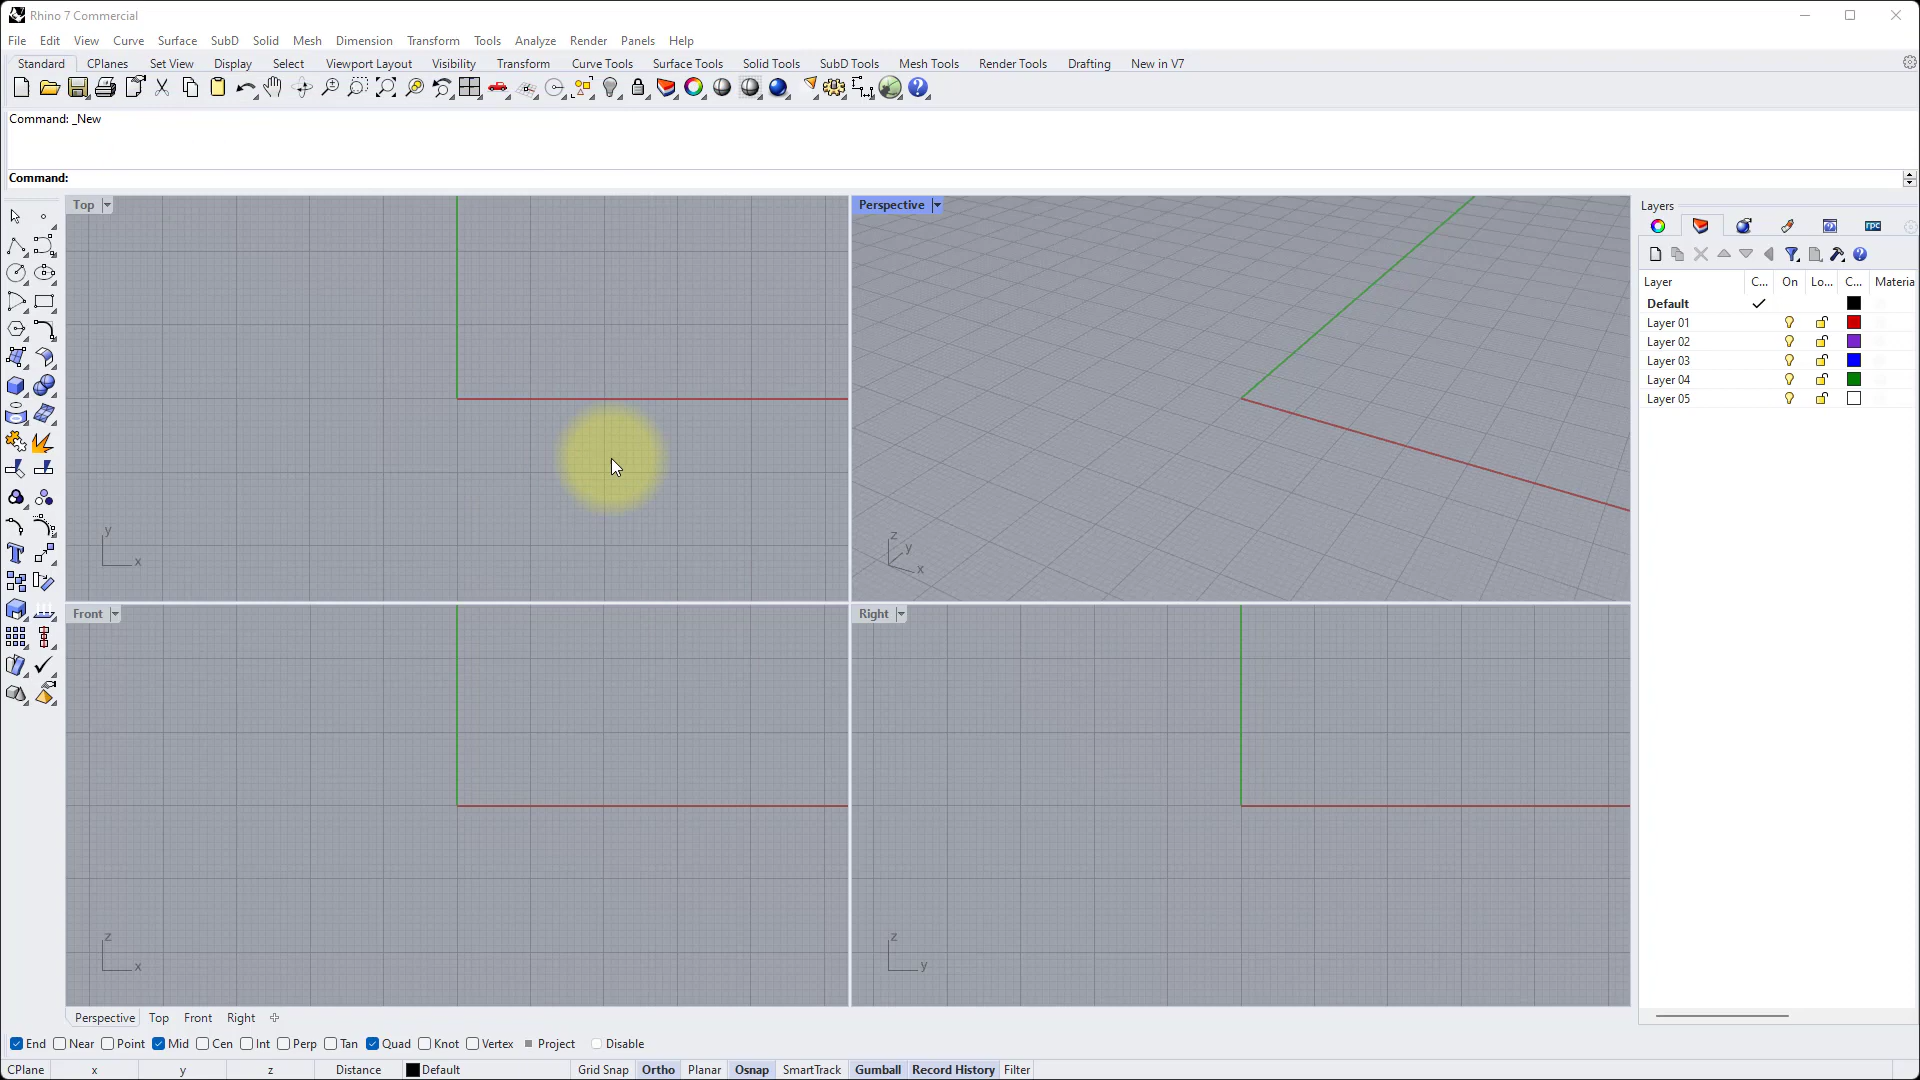 Rhino 7 Commercial
File Edit View Curve Surface SubD Solid Mesh Dimension Transform Tools Analyze Render Panels Help
Standard CPlanes Set View Display Select Viewport Layout Visibility Transform Curve Tools Surface Tools Solid Tools SubD Tools Mesh Tools Render Tools Drafting New in V7
Command: _New
Command:
Top
Perspective
Layers
rpc
Layer C... On Lo... C... Materia
Default
Layer 01
Layer 02
Layer 03
Layer 04
Layer 05
y
x
z
y
x
Front
Right
z
x
z
y
Perspective Top Front Right
End Near Point Mid Cen Int Perp Tan Quad Knot Vertex Project Disable
CPlane x y z Distance Default Grid Snap Ortho Planar Osnap SmartTrack Gumball Record History Filter